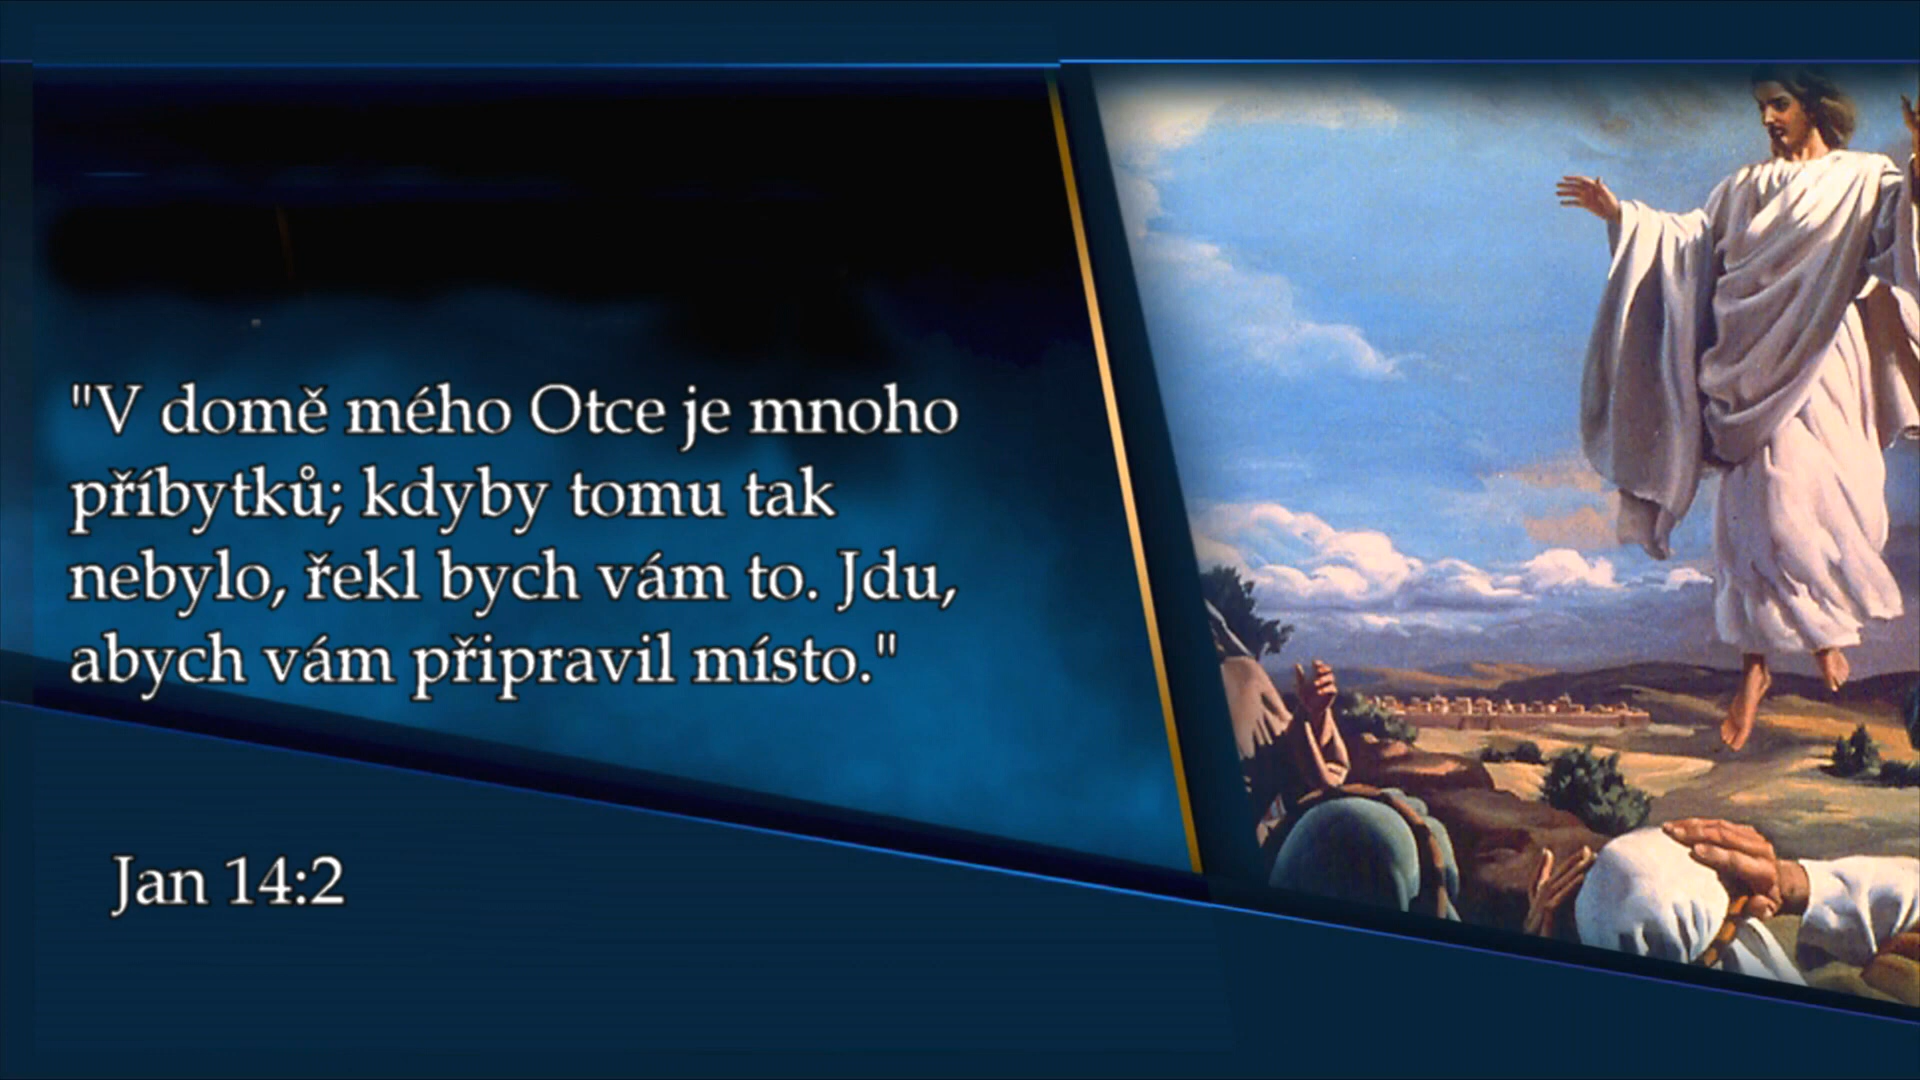 "V domě mého Otce je mnoho
příbytků; kdyby tomu tak
nebylo, řekl bych vám to. Jdu,
abych vám připravil místo."
Jan 14:2